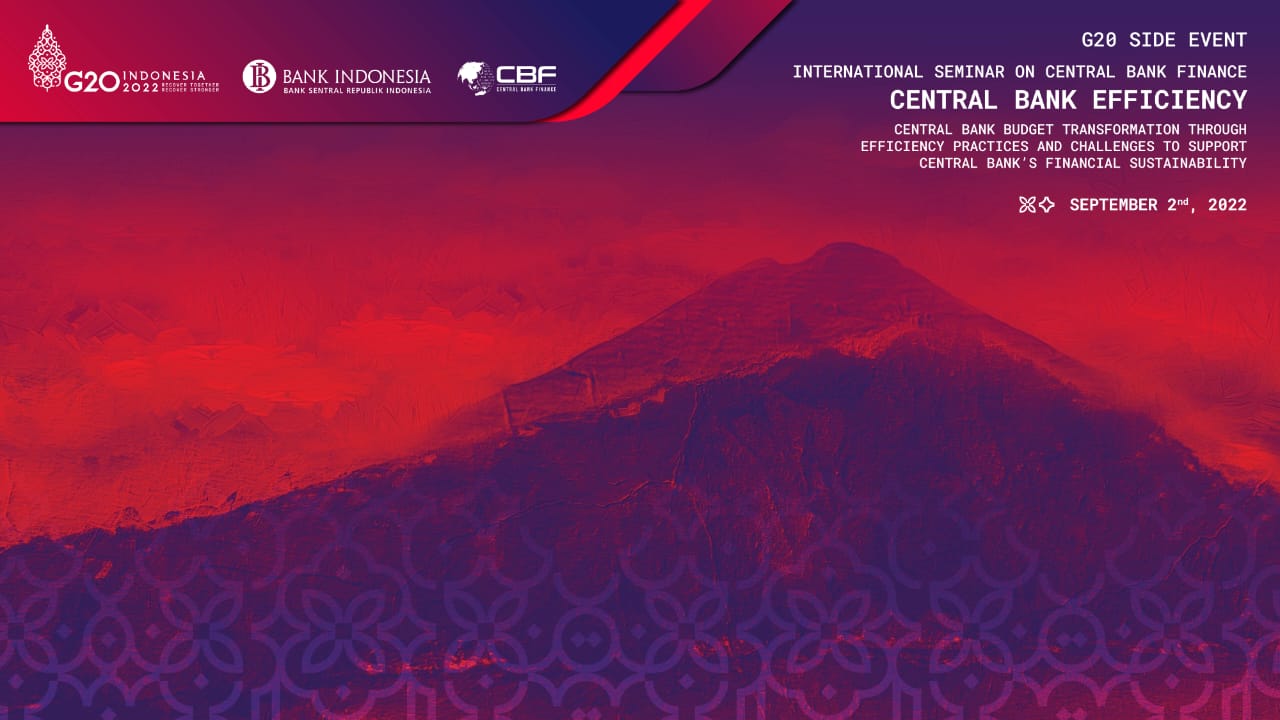 G20 INDONESIA
2022 RECOVER TOGETHER
RECOVER STRONGER
BANK INDONESIA
BANK SENTRAL REPUBLIK INDONESIA
CBF
CENTRAL BANK FINANCE
G20 SIDE EVENT
INTERNATIONAL SEMINAR ON CENTRAL BANK FINANCE
CENTRAL BANK EFFICIENCY
CENTRAL BANK BUDGET TRANSFORMATION THROUGH
EFFICIENCY PRACTICES AND CHALLENGES TO SUPPORT
CENTRAL BANK'S FINANCIAL SUSTAINABILITY
SEPTEMBER 2nd, 2022